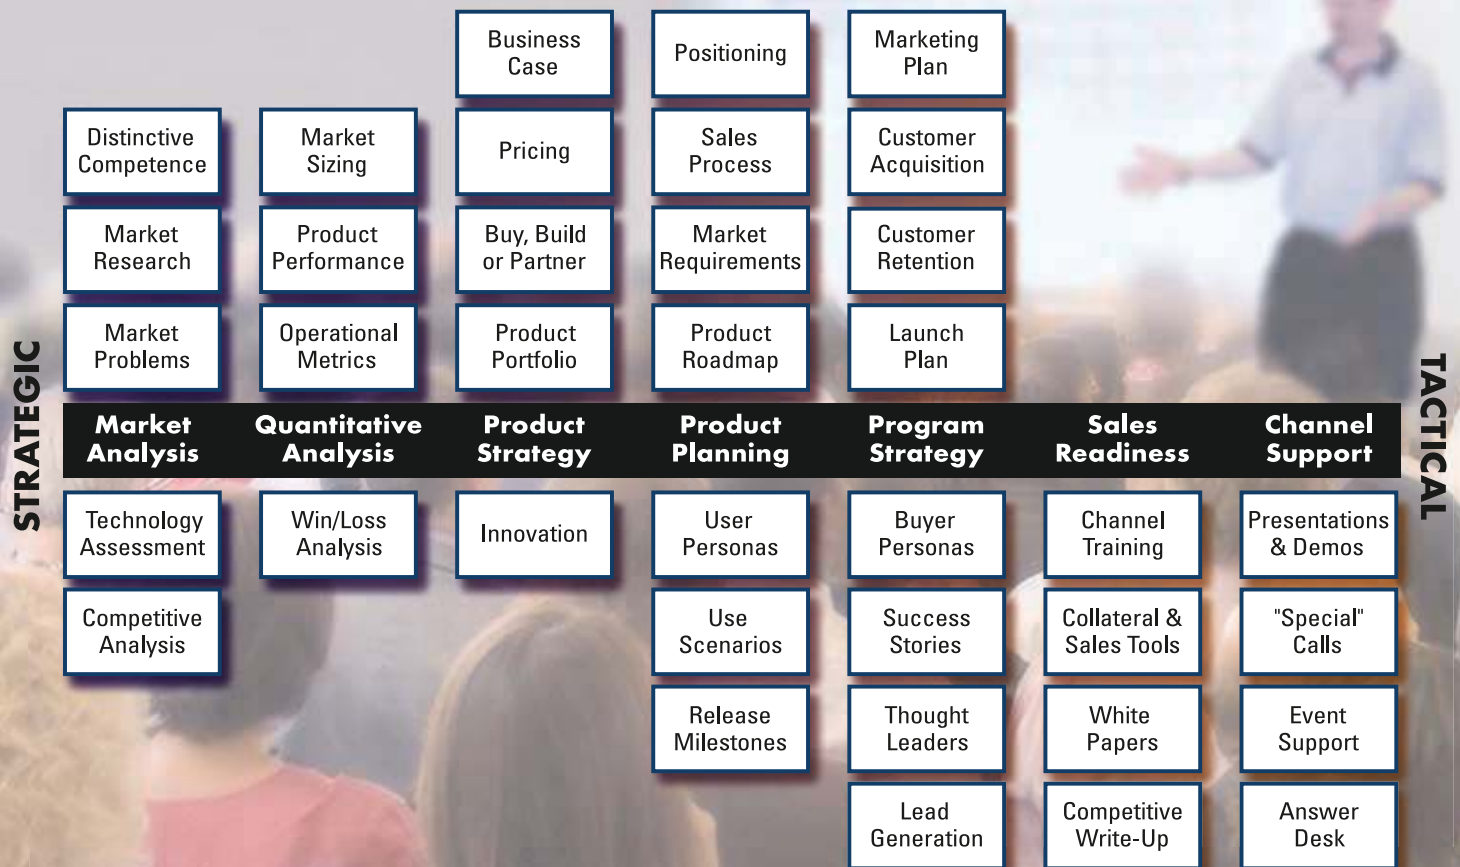 Business
Case
Positioning
Marketing
Plan
Distinctive
Competence
Market
Sizing
Pricing
Sales
Process
Customer
Acquisition
Market
Research
Product
Performance
Buy, Build
or Partner
Market
Requirements
Customer
Retention
Market
Problems
Operational
Metrics
Product
Portfolio
Product
Roadmap
Launch
Plan
STRATEGIC
Market
Analysis
Quantitative
Analysis
Product
Strategy
Product
Planning
Program
Strategy
Sales
Readiness
Channel
Support
TACTICAL
Technology
Assessment
Win/Loss
Analysis
Innovation
User
Personas
Buyer
Personas
Channel
Training
Presentations
& Demos
Competitive
Analysis
Use
Scenarios
Success
Stories
Collateral &
Sales Tools
"Special"
Calls
Release
Milestones
Thought
Leaders
White
Papers
Event
Support
Lead
Generation
Competitive
Write-Up
Answer
Desk